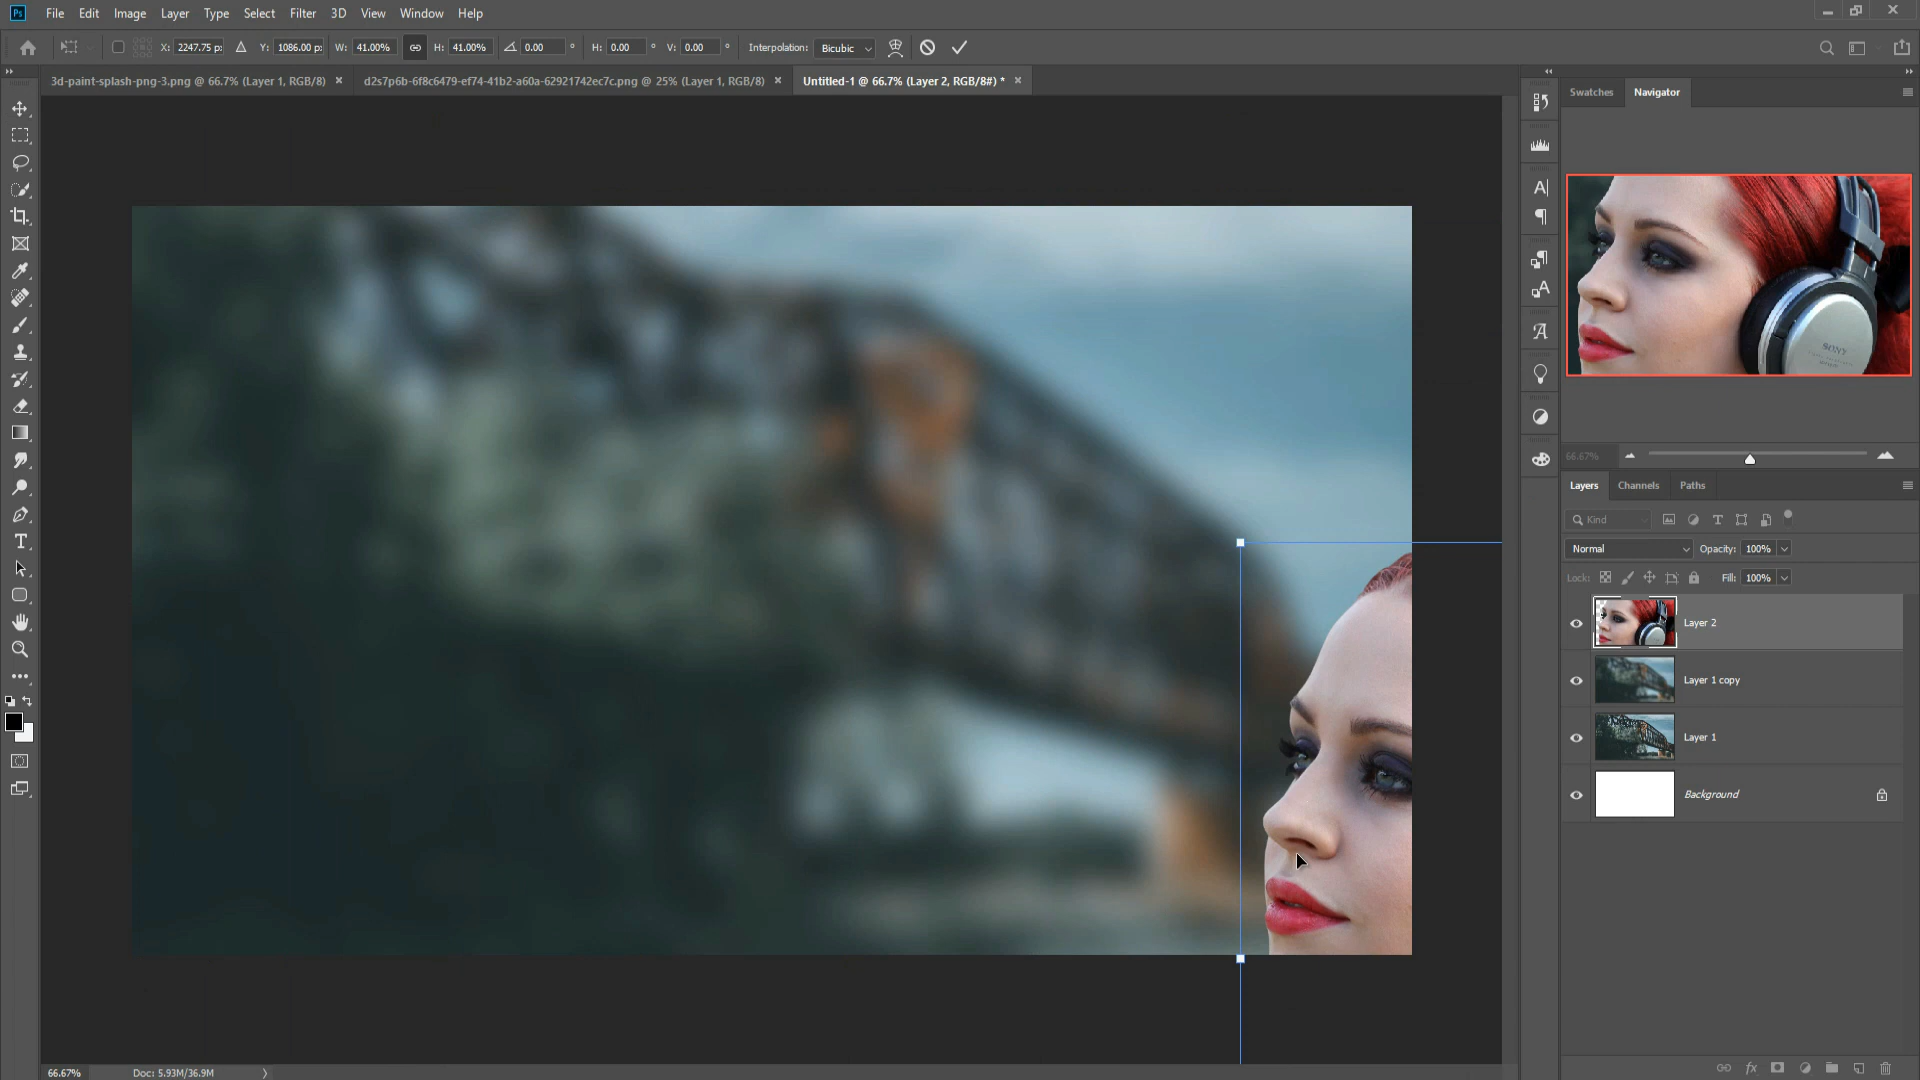 Ps File Edit Image Layer Type Select Filter 3D View Window Help
X: 2247.75 px Y: 1086.00 px W: 41.00% H: 41.00% 0.00 ° H: 0.00 ° V: 0.00 ° Interpolation: Bicubic
3d-paint-splash-png-3.png @ 66.7% (Layer 1, RGB/8) × d2s7p6b-6f8c6479-ef74-41b2-a60a-62921742ec7c.png @ 25% (Layer 1, RGB/8) × Untitled-1 @ 66.7% (Layer 2, RGB/8#) * ×
Swatches Navigator
SONY
66.67%
Layers Channels Paths
Kind
Normal Opacity: 100%
Lock: Fill: 100%
Layer 2
Layer 1 copy
Layer 1
Background
66.67% Doc: 5.93M/36.9M